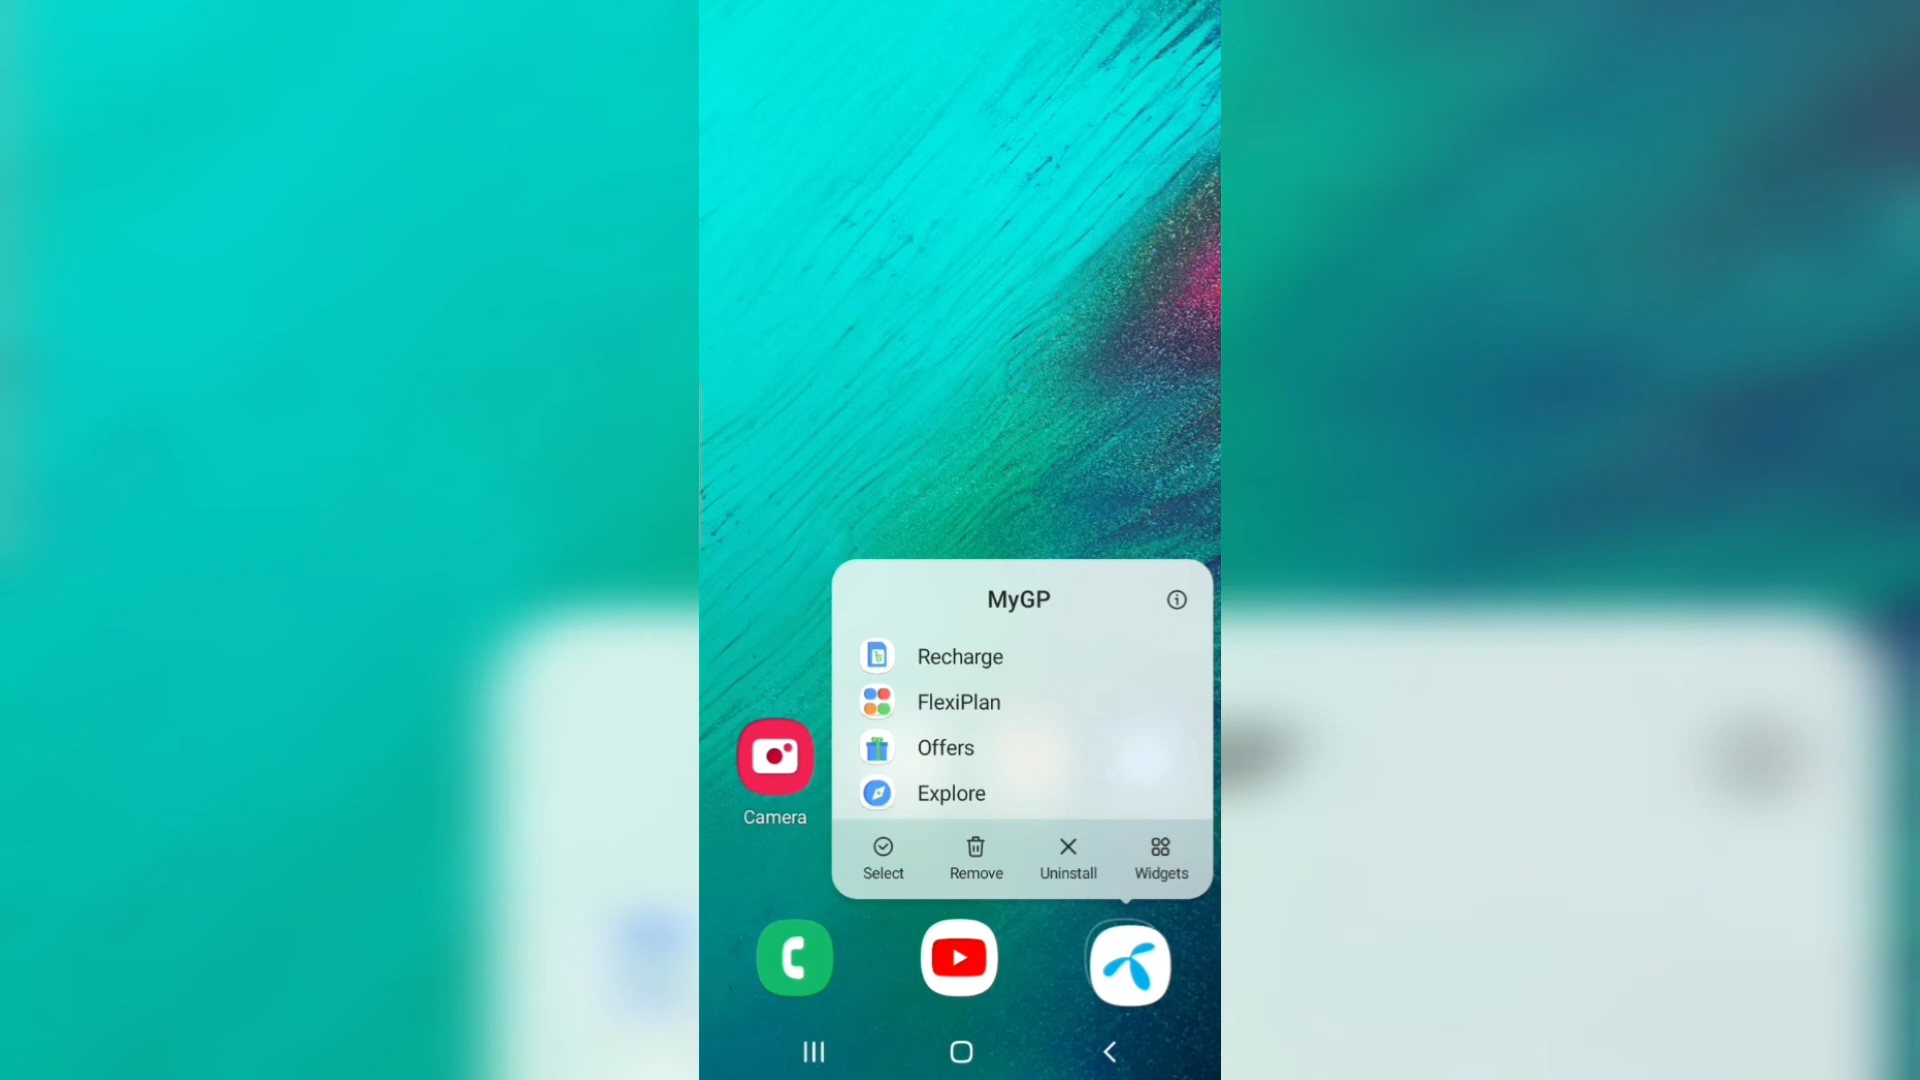 MyGP
Recharge
FlexiPlan
Offers
Explore
Camera
Select
Remove
Uninstall
Widgets